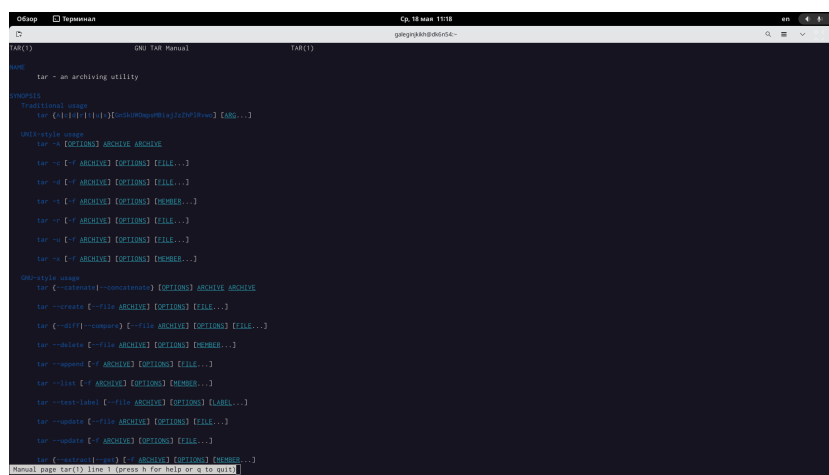 Обзор Терминал Ср, 18 мая 11:18 en
galeginjkikh@dk6n54:~
TAR(1) GNU TAR Manual TAR(1)
NAME
tar - an archiving utility
SYNOPSIS
Traditional usage
tar {A|c|d|r|t|u|x}[GnSkUWOmpsMBiajJzZhPlRvwo] [ARG...]
UNIX-style usage
tar -A [OPTIONS] ARCHIVE ARCHIVE
tar -c [-f ARCHIVE] [OPTIONS] [FILE...]
tar -d [-f ARCHIVE] [OPTIONS] [FILE...]
tar -t [-f ARCHIVE] [OPTIONS] [MEMBER...]
tar -r [-f ARCHIVE] [OPTIONS] [FILE...]
tar -u [-f ARCHIVE] [OPTIONS] [FILE...]
tar -x [-f ARCHIVE] [OPTIONS] [MEMBER...]
GNU-style usage
tar {--catenate|--concatenate} [OPTIONS] ARCHIVE ARCHIVE
tar --create [--file ARCHIVE] [OPTIONS] [FILE...]
tar {--diff|--compare} [--file ARCHIVE] [OPTIONS] [FILE...]
tar --delete [--file ARCHIVE] [OPTIONS] [MEMBER...]
tar --append [-f ARCHIVE] [OPTIONS] [FILE...]
tar --list [-f ARCHIVE] [OPTIONS] [MEMBER...]
tar --test-label [--file ARCHIVE] [OPTIONS] [LABEL...]
tar --update [--file ARCHIVE] [OPTIONS] [FILE...]
tar --update [-f ARCHIVE] [OPTIONS] [FILE...]
tar {--extract|--get} [-f ARCHIVE] [OPTIONS] [MEMBER...]
Manual page tar(1) line 1 (press h for help or q to quit)